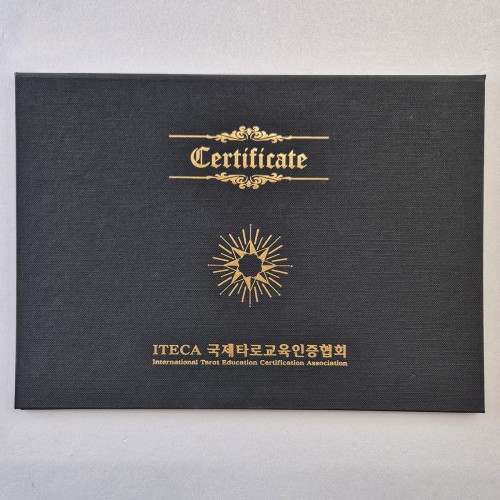 Certificate
ITECA 국제타로교육인증협회
International Tarot Education Certification Association